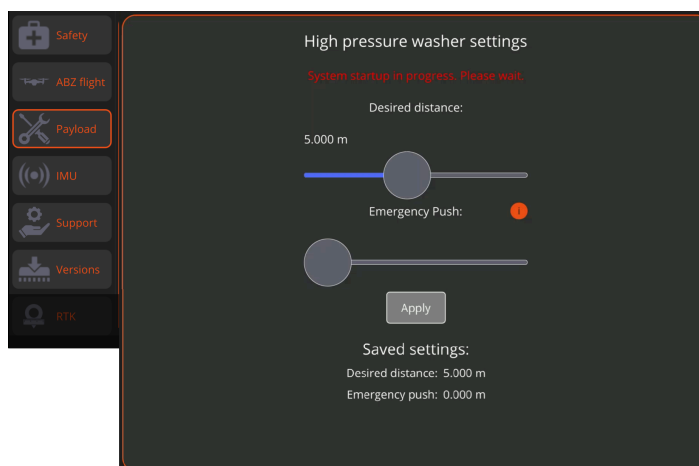 Safety
ABZ flight
Payload
IMU
Support
Versions
RTK
High pressure washer settings
System startup in progress. Please wait.
Desired distance:
5.000 m
Emergency Push:
i
Apply
Saved settings:
Desired distance: 5.000 m
Emergency push: 0.000 m